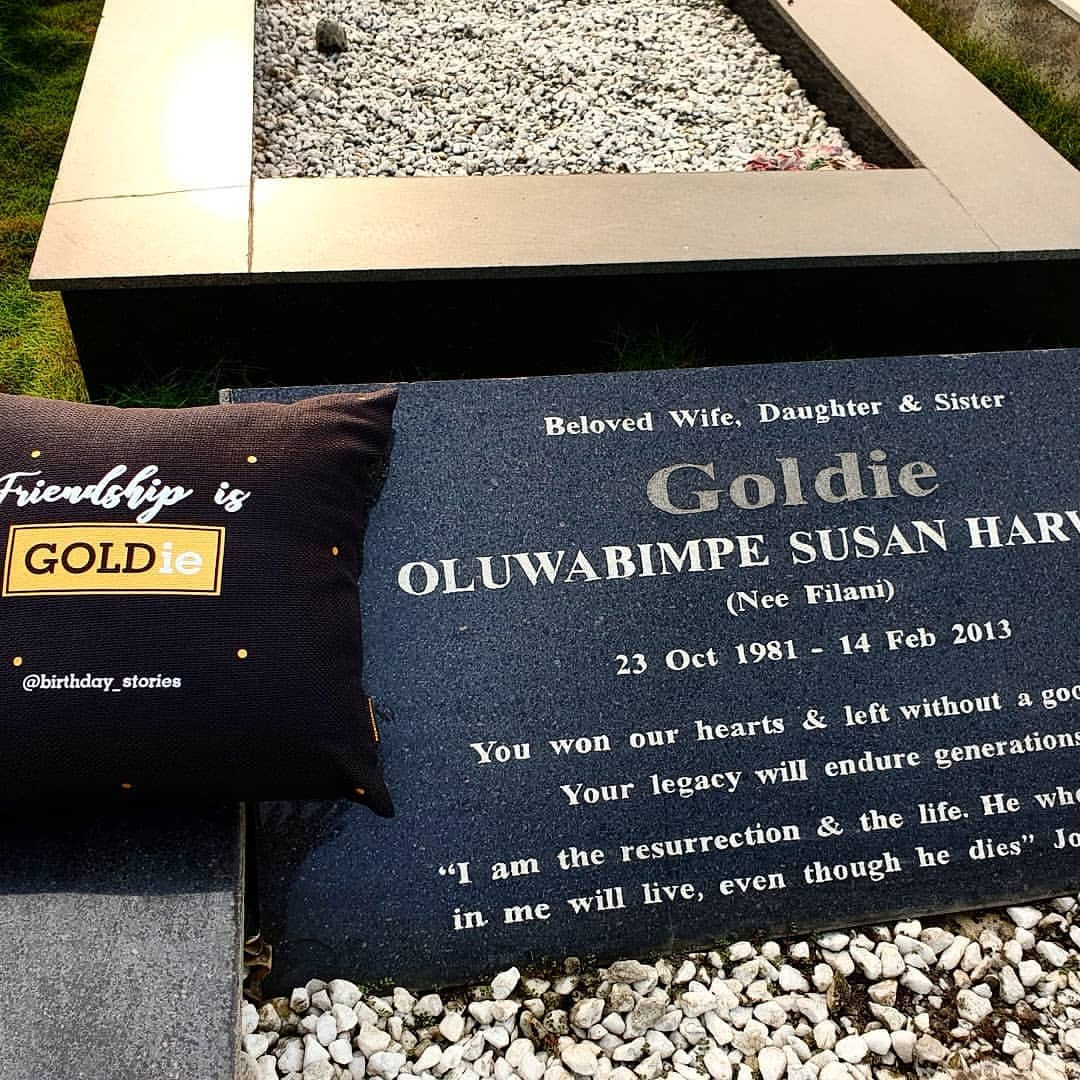 Friendship is
GOLDie
@birthday_stories
Beloved Wife, Daughter & Sister
Goldie
OLUWABIMPE SUSAN
(Nee Filani)
23 Oct 1981 - 14 Feb 2013
You won our hearts & left without a
Your legacy will endure generations
“I am the resurrection & the life. He
in me will live, even though he dies”